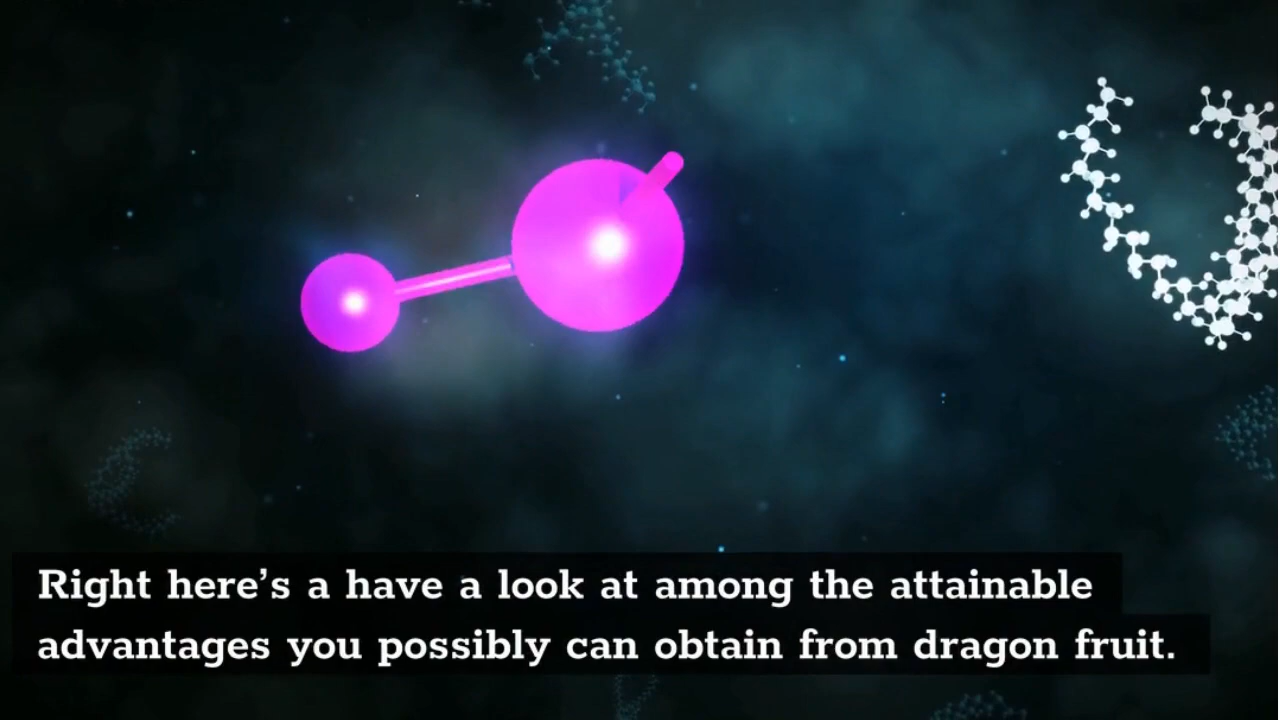 Right here’s a have a look at among the attainable
advantages you possibly can obtain from dragon fruit.